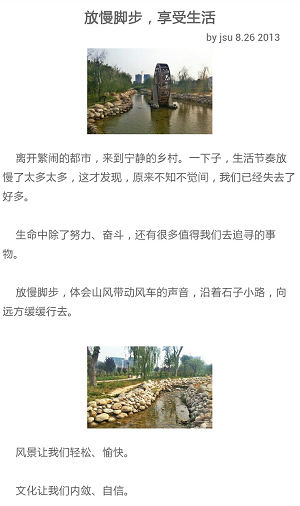 放慢脚步，享受生活
by jsu 8.26 2013
离开繁闹的都市，来到宁静的乡村。一下子，生活节奏放
慢了太多太多，这才发现，原来不知不觉间，我们已经失去了
好多。
生命中除了努力、奋斗，还有很多值得我们去追寻的事
物。
放慢脚步，体会山风带动风车的声音，沿着石子小路，向
远方缓缓行去。
风景让我们轻松、愉快。
文化让我们内敛、自信。